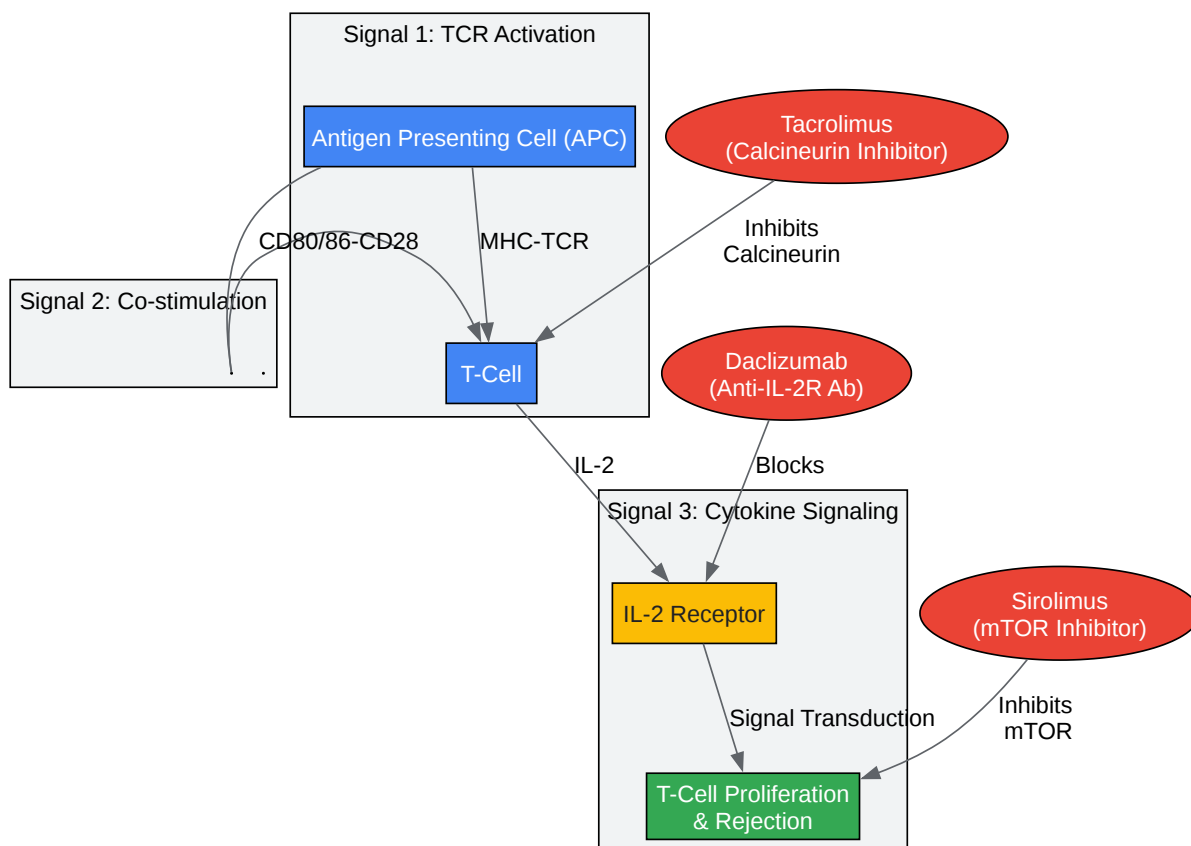 Signal 1: TCR Activation
Antigen Presenting Cell (APC)
Tacrolimus
(Calcineurin Inhibitor)
CD80/86-CD28
MHC-TCR
Inhibits
Calcineurin
Signal 2: Co-stimulation
T-Cell
Daclizumab
(Anti-IL-2R Ab)
IL-2
Blocks
Signal 3: Cytokine Signaling
IL-2 Receptor
Sirolimus
(mTOR Inhibitor)
Signal Transduction
Inhibits
mTOR
T-Cell Proliferation
& Rejection